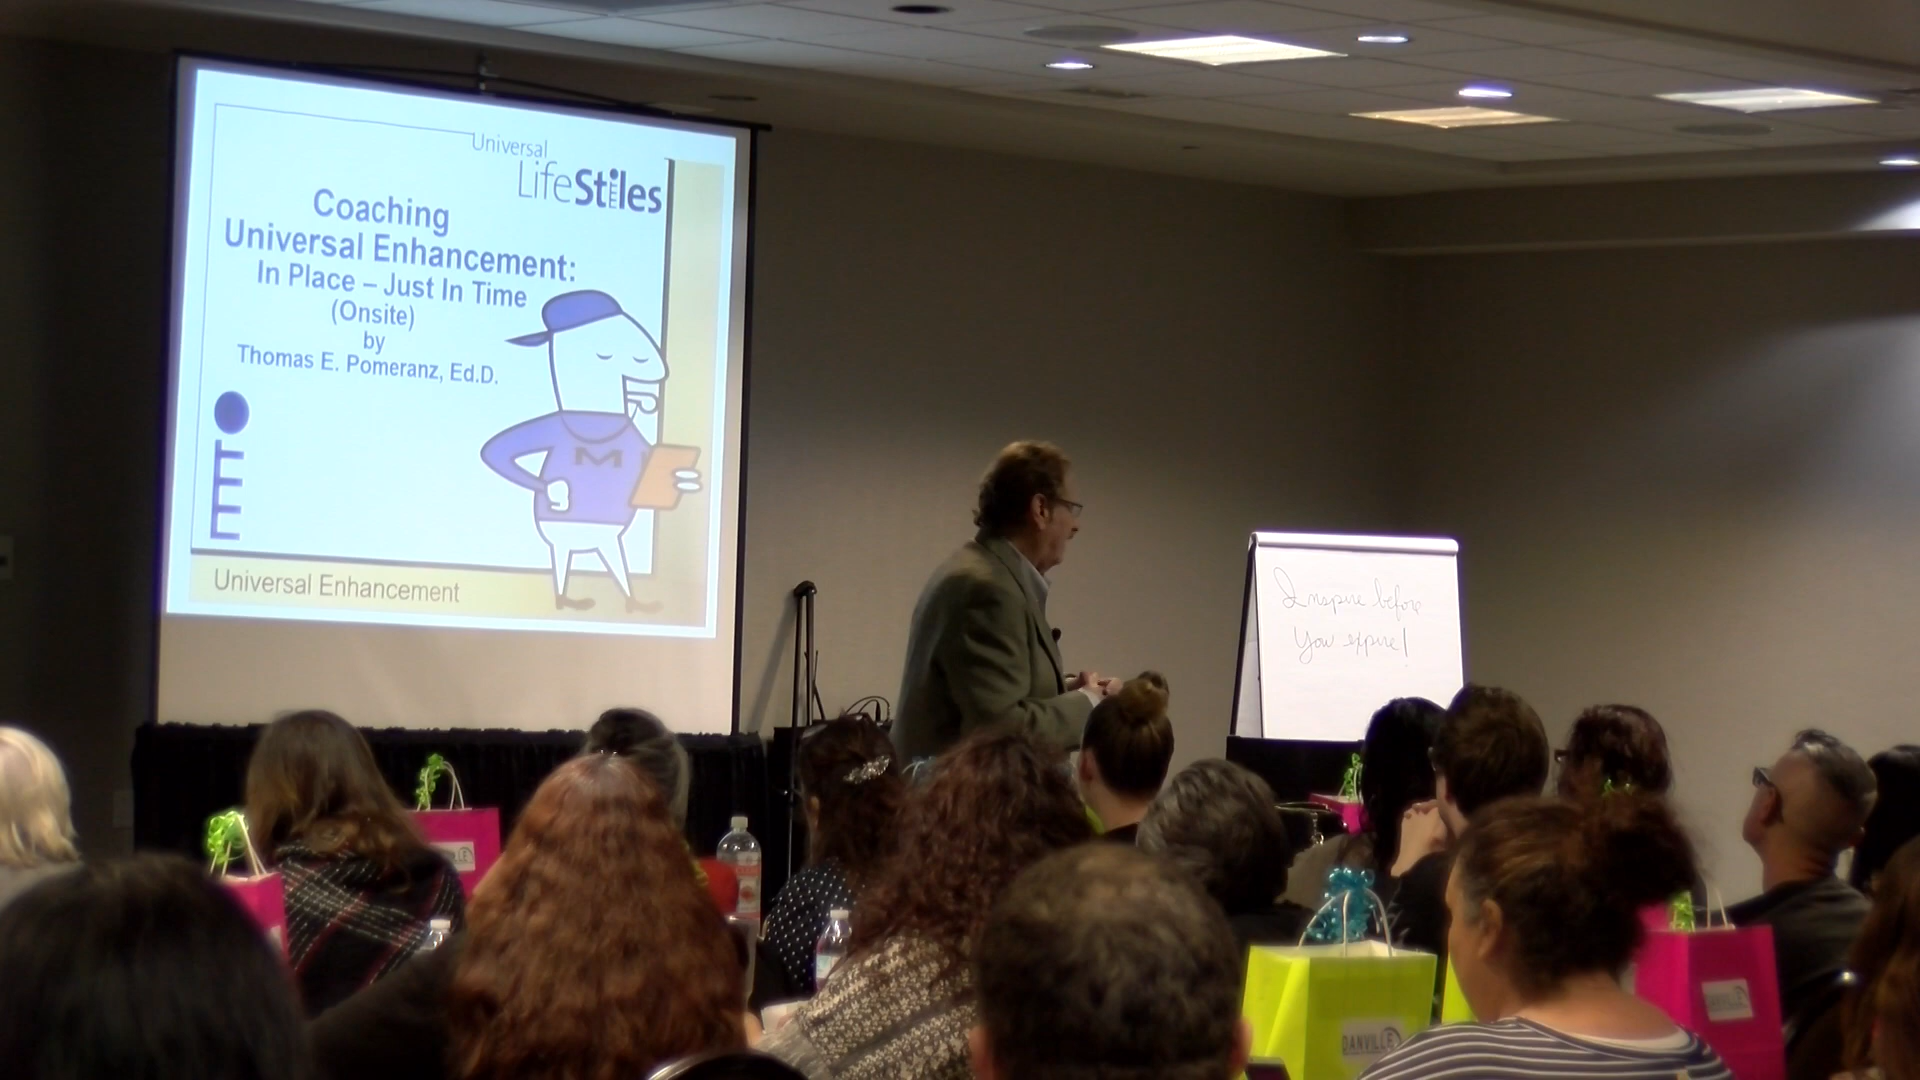 Universal
LifeStiles
Coaching
Universal Enhancement:
In Place – Just In Time
(Onsite)
by
Thomas E. Pomeranz, Ed.D.
M
Universal Enhancement
Inspire before
You expire!
DANVILLE
DANVILLE